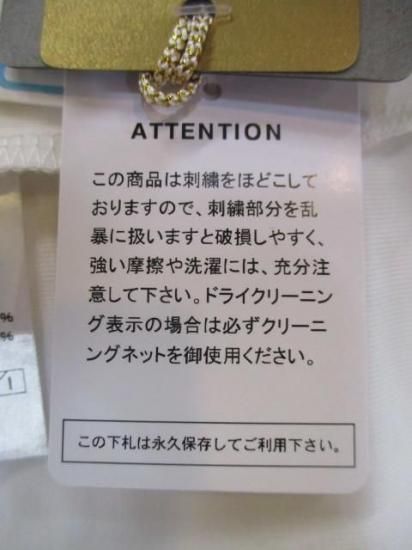 ATTENTION
この商品は刺繍をほどこして
おりますので、刺繍部分を乱
暴に扱いますと破損しやすく、
強い摩擦や洗濯には、充分注
意して下さい。ドライクリーニン
グ表示の場合は必ずクリーニ
ングネットを御使用ください。
この下札は永久保存してご利用下さい。